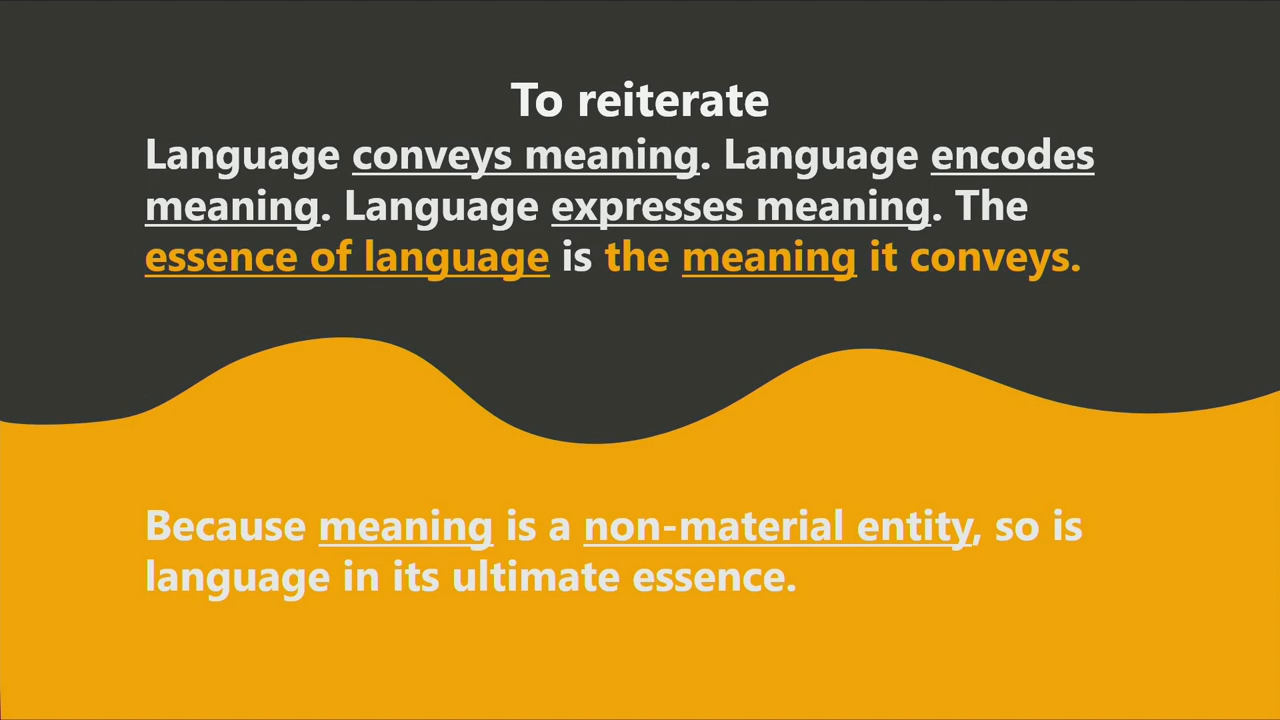 To reiterate
Language conveys meaning. Language encodes
meaning. Language expresses meaning. The
essence of language is the meaning it conveys.
Because meaning is a non-material entity, so is
language in its ultimate essence.